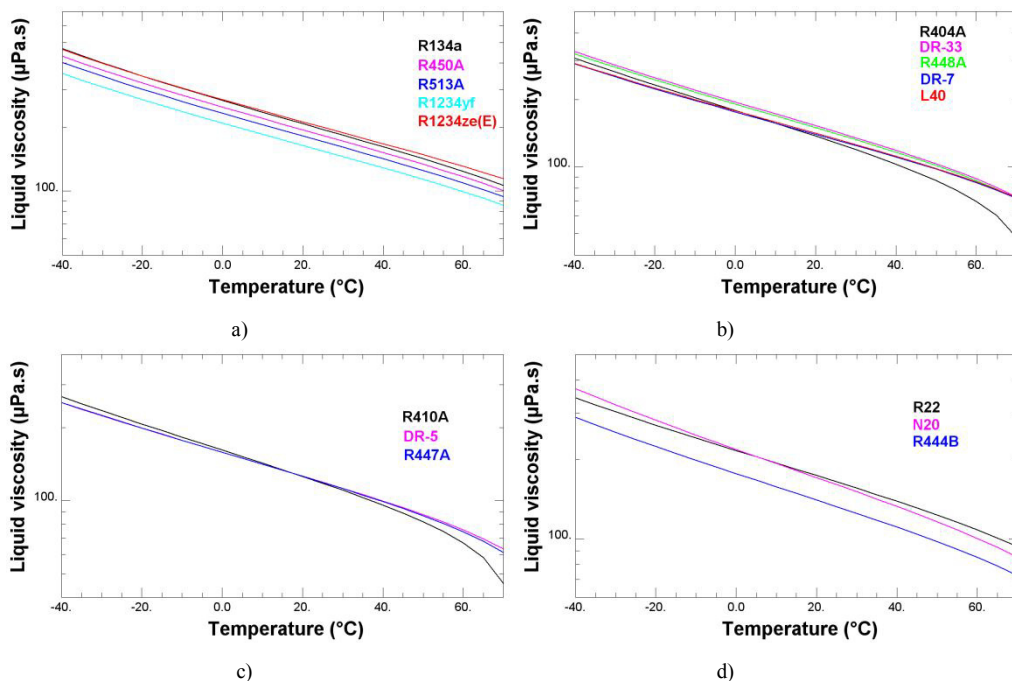 Liquid viscosity (µPa.s)
100.
R134a
R450A
R513A
R1234yf
R1234ze(E)
-40. -20. 0.0 20. 40. 60.
Temperature (°C)
a)
Liquid viscosity (µPa.s)
100.
R404A
DR-33
R448A
DR-7
L40
-40. -20. 0.0 20. 40. 60.
Temperature (°C)
b)
Liquid viscosity (µPa.s)
100.
R410A
DR-5
R447A
-40. -20. 0.0 20. 40. 60.
Temperature (°C)
c)
Liquid viscosity (µPa.s)
100.
R22
N20
R444B
-40. -20. 0.0 20. 40. 60.
Temperature (°C)
d)